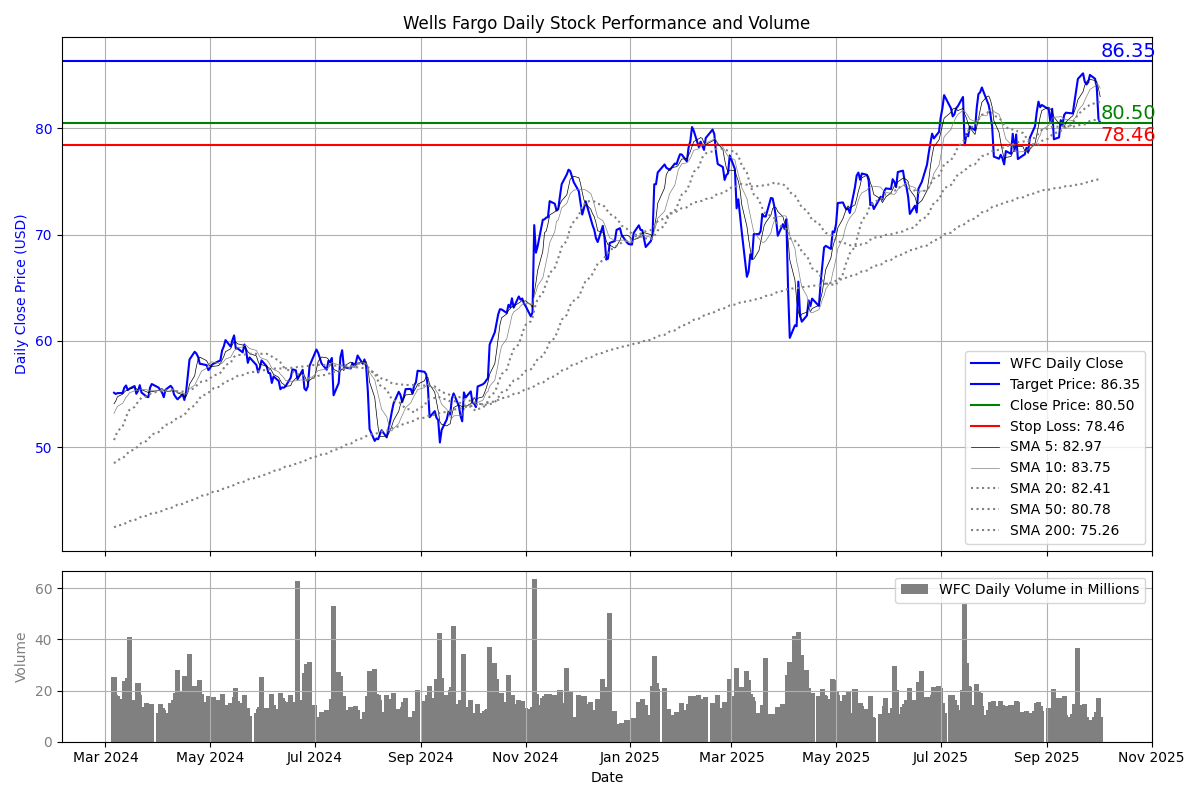 Wells Fargo Daily Stock Performance and Volume
86.35
80.50
78.46
80
70
60
50
Daily Close Price (USD)
WFC Daily Close
Target Price: 86.35
Close Price: 80.50
Stop Loss: 78.46
SMA 5: 82.97
SMA 10: 83.75
SMA 20: 82.41
SMA 50: 80.78
SMA 200: 75.26
60
40
20
0
Volume
WFC Daily Volume in Millions
Mar 2024 May 2024 Jul 2024 Sep 2024 Nov 2024 Jan 2025 Mar 2025 May 2025 Jul 2025 Sep 2025 Nov 2025
Date